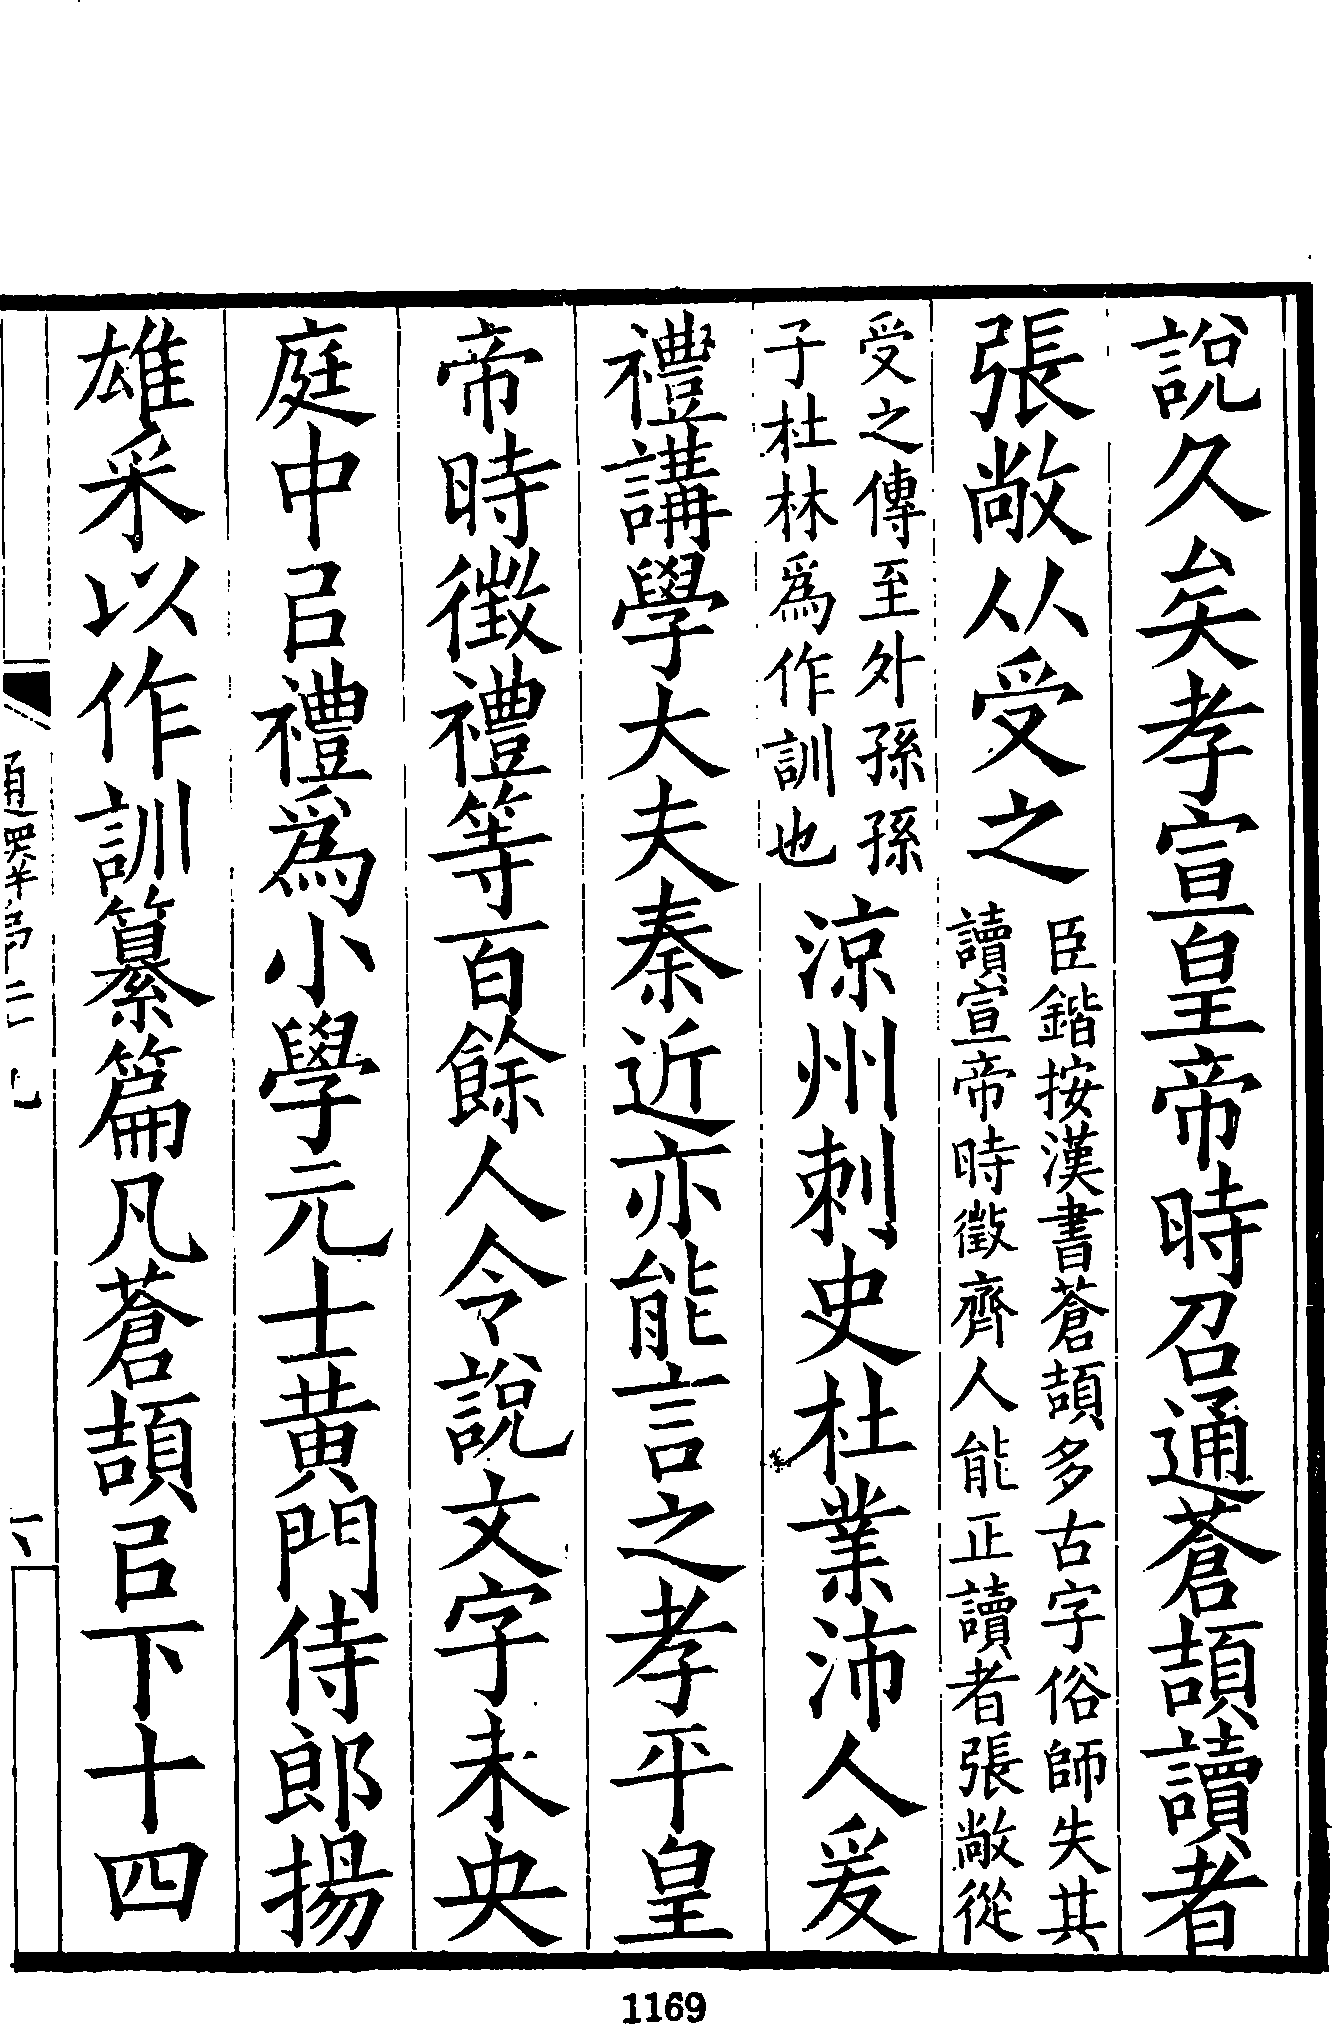 說久矣孝宣皇帝時召通蒼頡讀者
張敞从受之臣鍇按漢書蒼頡多古字俗師失其讀宣帝時徵齊人能正讀者張敞從
受之傳至外孫孫子杜林爲作訓也涼州刺史杜業沛人爰
禮講學大夫秦近亦能言之孝平皇
帝時徵禮等百餘人令說文字未央
庭中㠯禮爲小學元士黄門侍郎揚
雄采以作訓纂篇凡蒼頡㠯下十四
通釋
二
1169